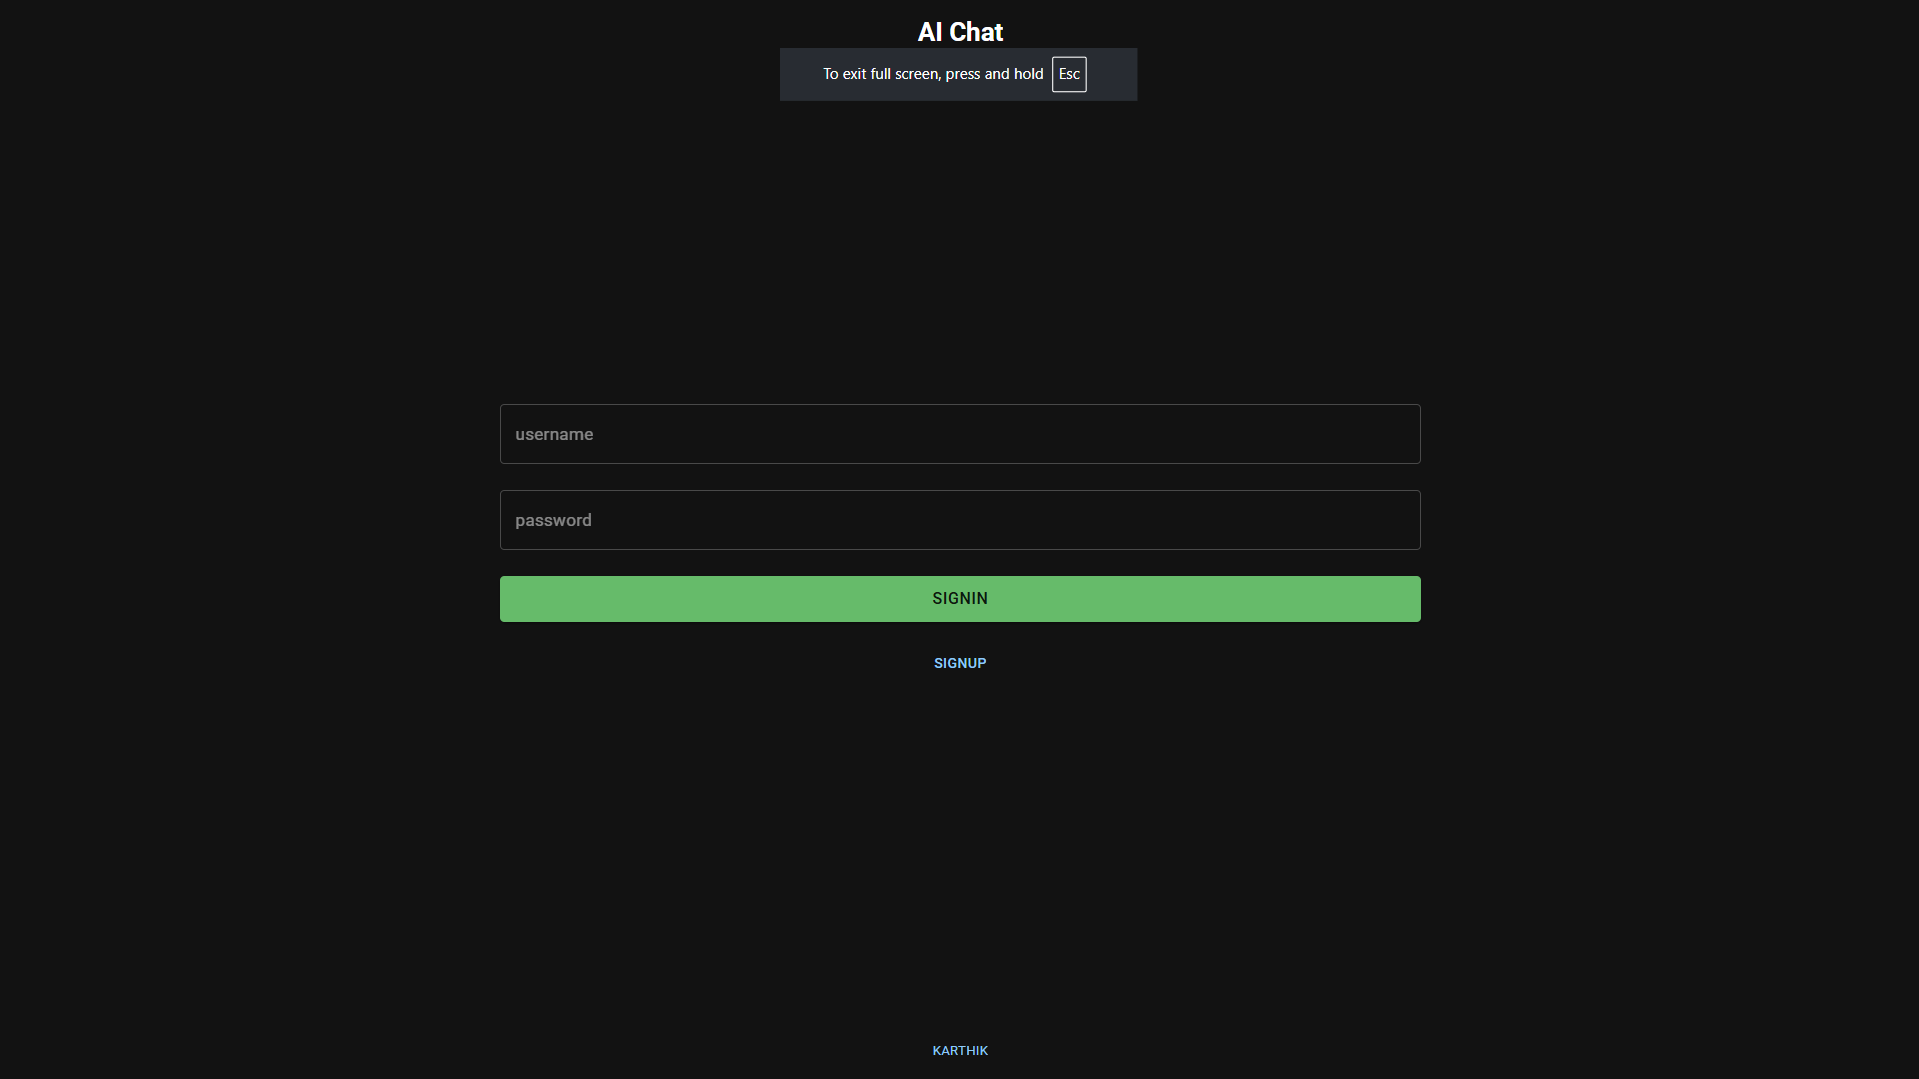 AI Chat
To exit full screen, press and hold Esc
username
password
SIGNIN
SIGNUP
KARTHIK